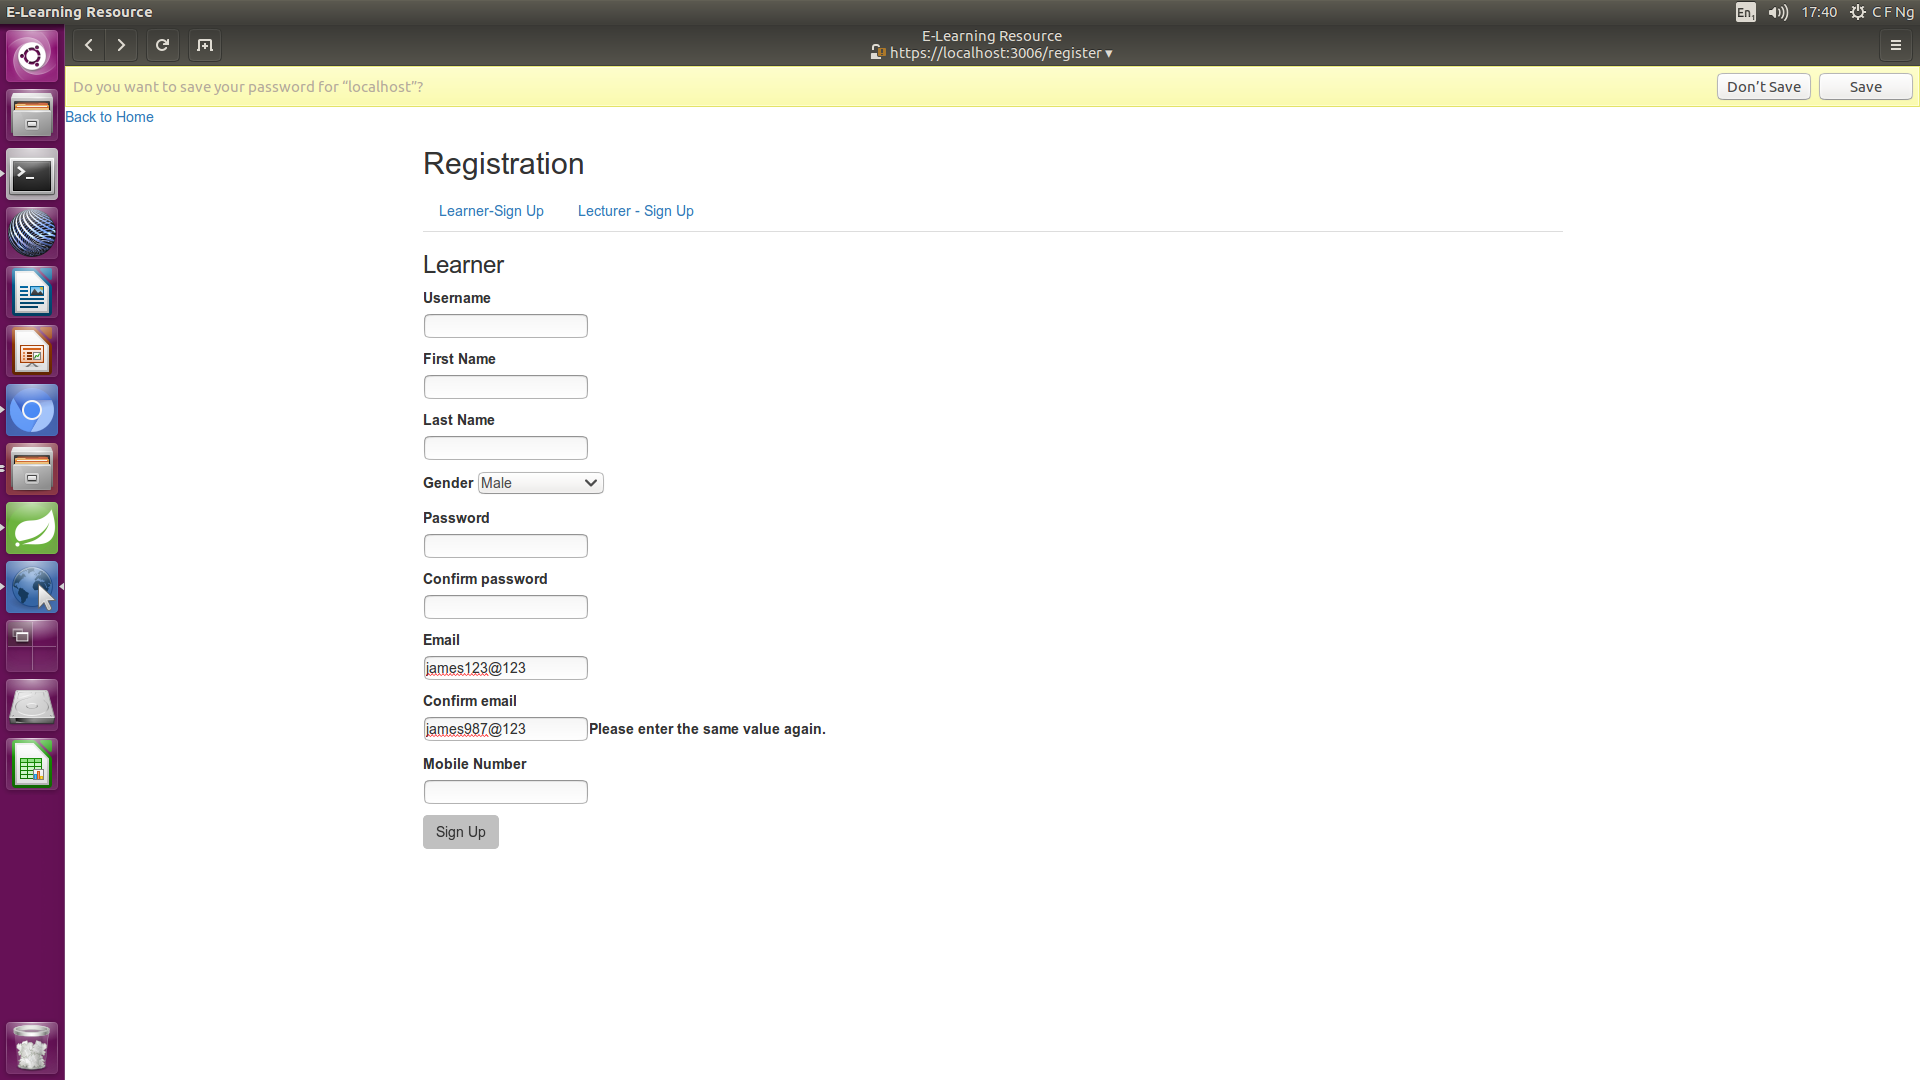 E-Learning Resource
En1
17:40
C F Ng
E-Learning Resource
https://localhost:3006/register ▾
Do you want to save your password for “localhost”?
Don’t Save
Save
Back to Home
Registration
Learner-Sign Up
Lecturer - Sign Up
Learner
Username
First Name
Last Name
Gender Male
Password
Confirm password
Email
james123@123
Confirm email
james987@123 Please enter the same value again.
Mobile Number
Sign Up